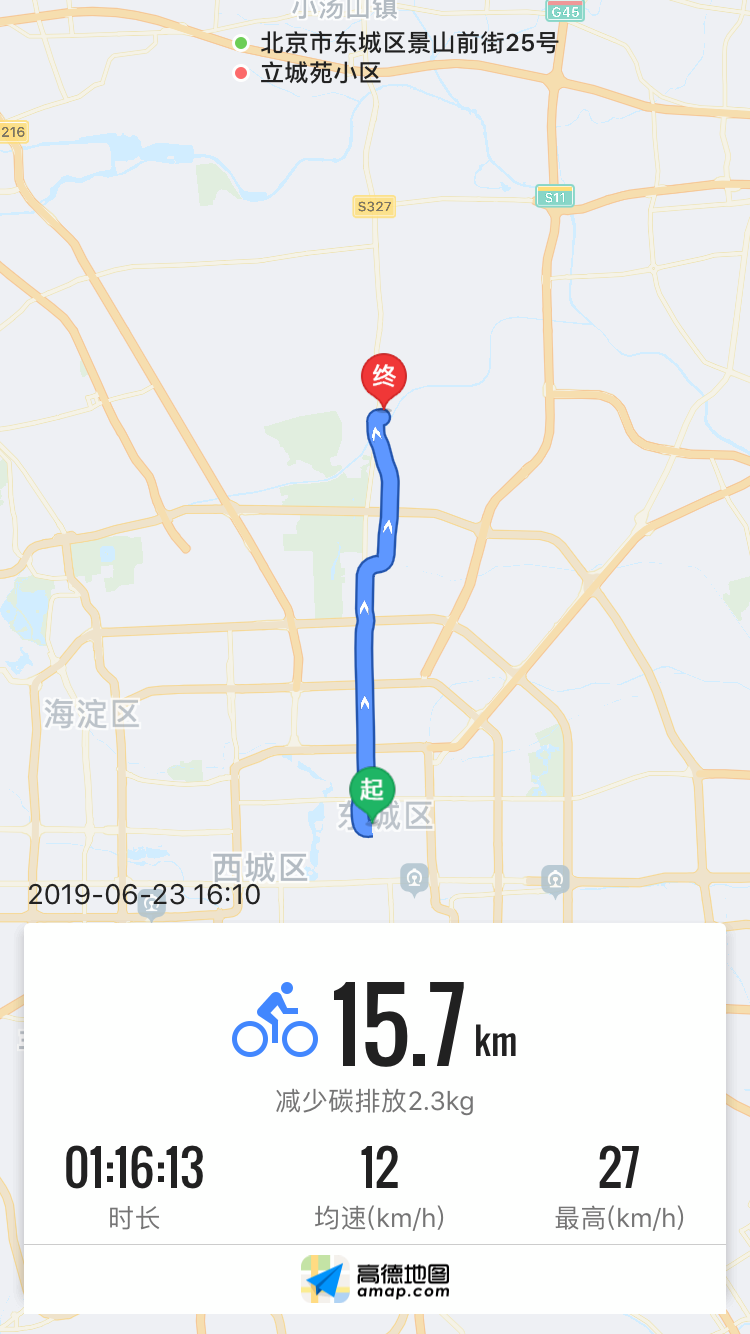 小汤山镇
G45
北京市东城区景山前街25号
立城苑小区
216
S327
S11
终
海淀区
起
东城区
西城区
2019-06-23 16:10
15.7 km
减少碳排放2.3kg
01:16:13 12 27
时长 均速(km/h) 最高(km/h)
高德地图
amap.com